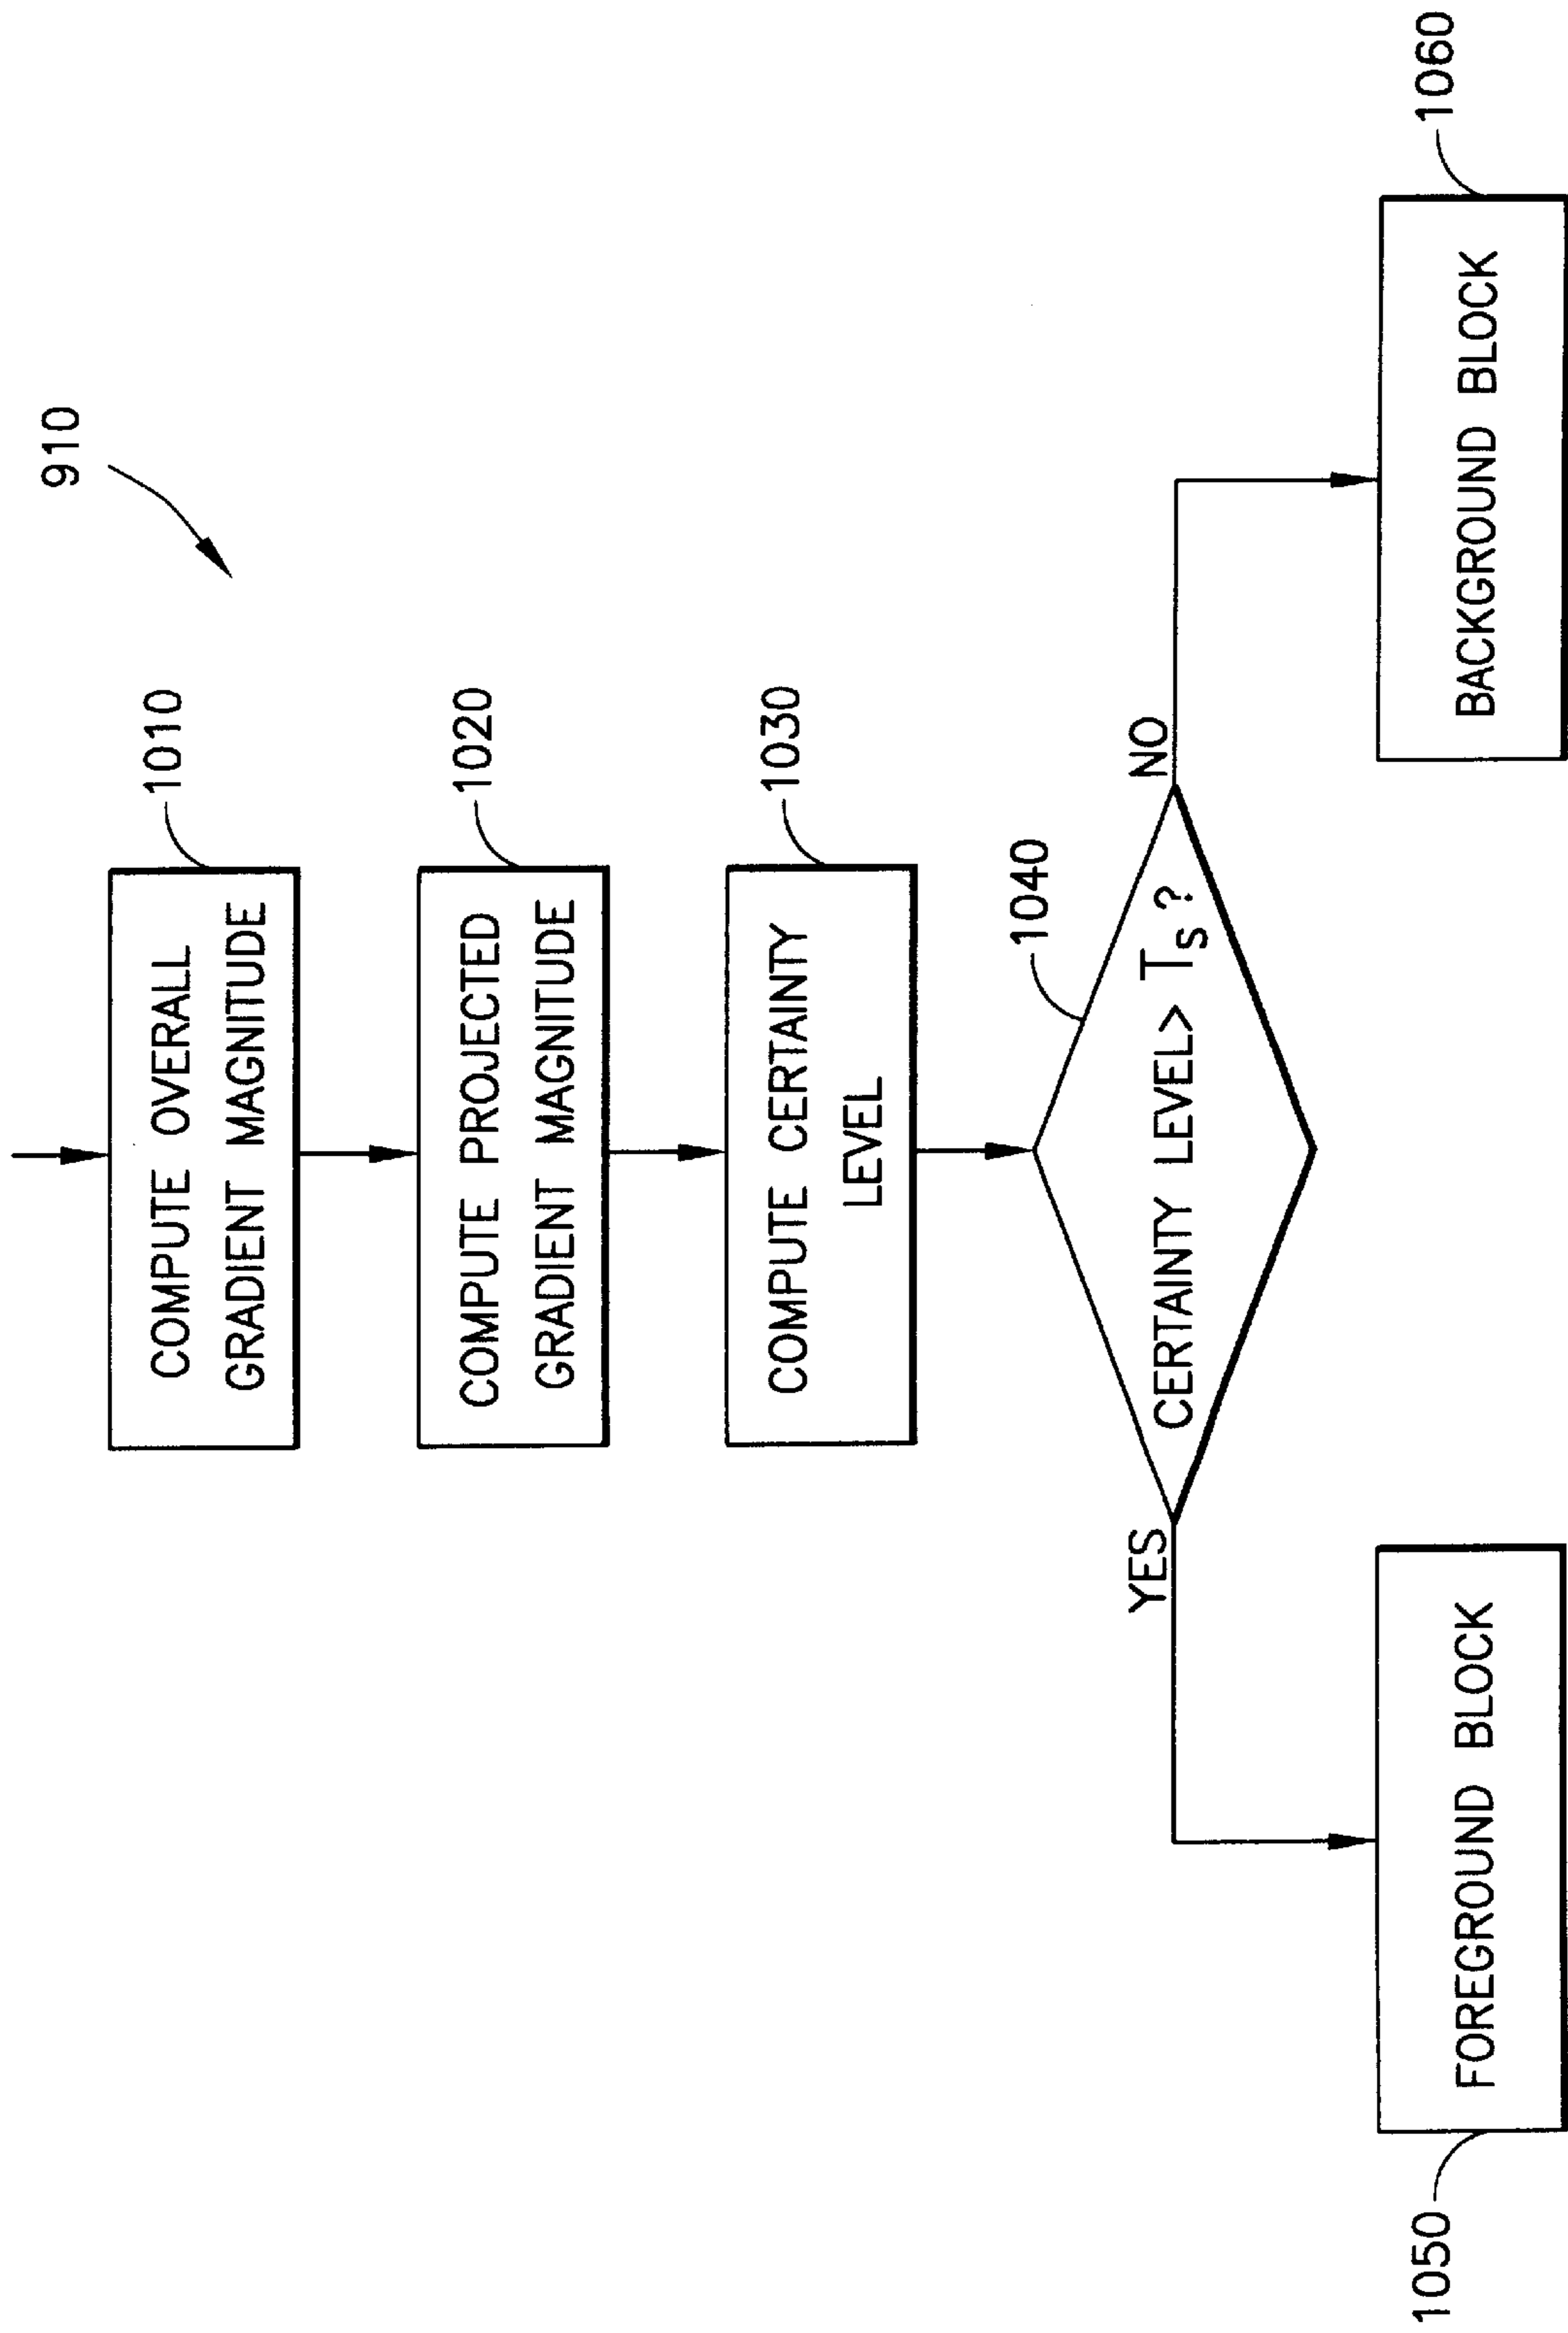 910
COMPUTE OVERALL
GRADIENT MAGNITUDE
1010
COMPUTE PROJECTED
GRADIENT MAGNITUDE
1020
COMPUTE CERTAINTY
LEVEL
1030
1040
CERTAINTY LEVEL> Ts ?
YES
NO
FOREGROUND BLOCK
1050
BACKGROUND BLOCK
1060